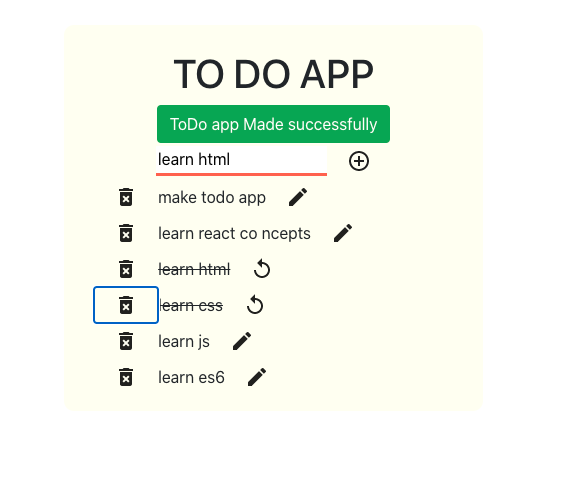 TO DO APP
ToDo app Made successfully
learn html
make todo app
learn react co ncepts
learn html
learn css
learn js
learn es6